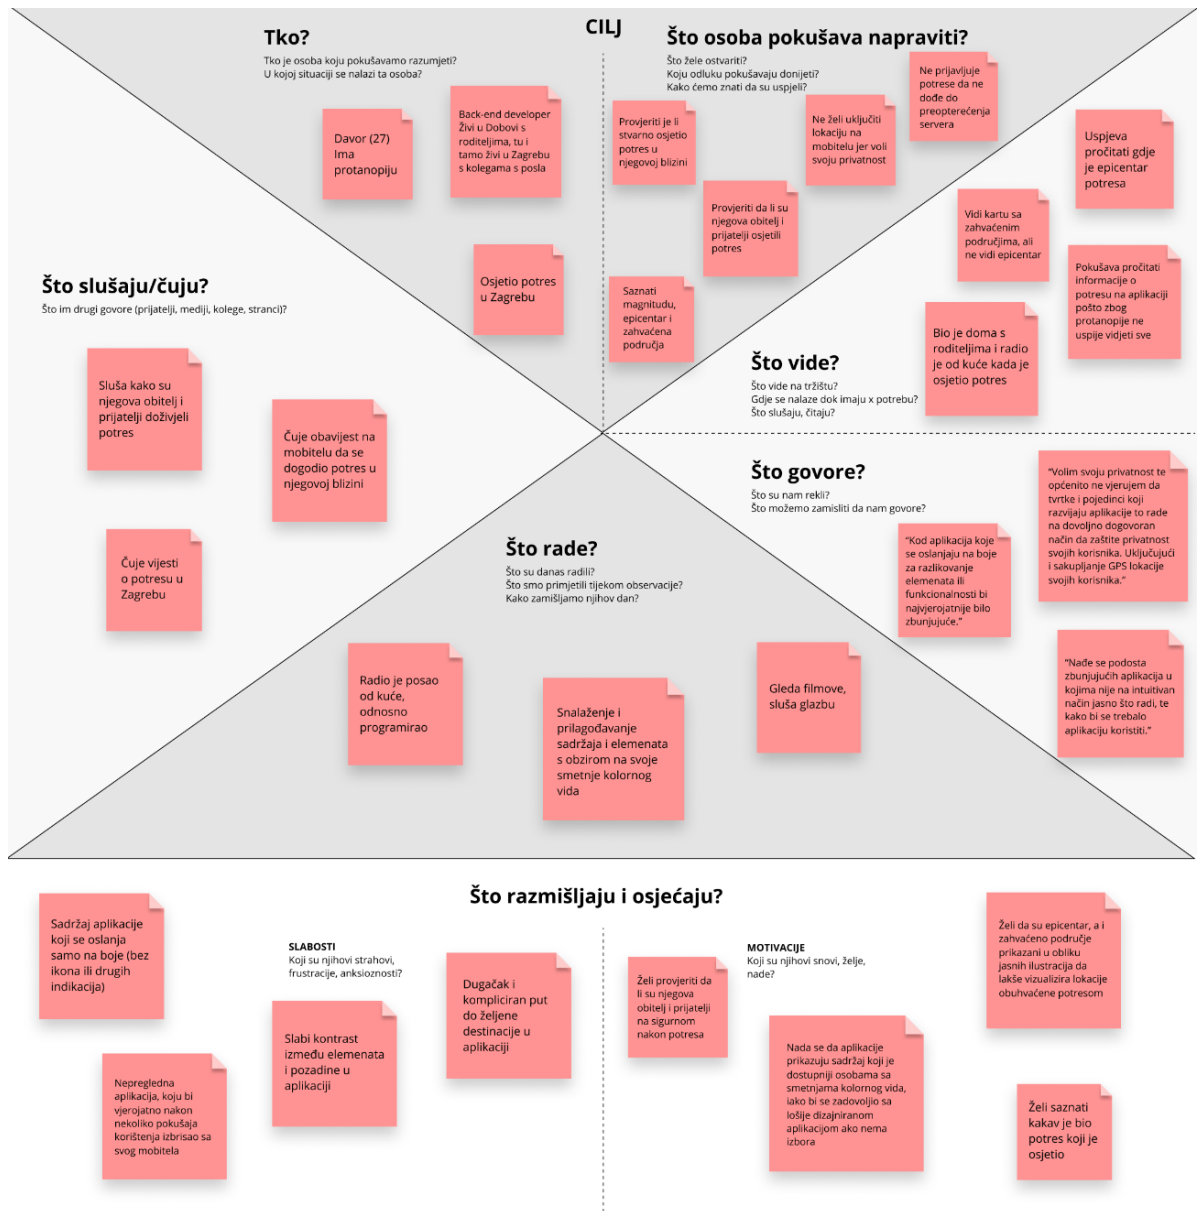 CILJ
Tko?
Tko je osoba koju pokušavamo razumjeti?
U kojoj situaciji se nalazi ta osoba?
Davor (27)
Ima
protanopiju
Back-end developer
Živi u Dobovi s
roditeljima, tu i
tamo živi u Zagrebu
s kolegama s posla
Osjetio potres
u Zagrebu
Što osoba pokušava napraviti?
Što žele ostvariti?
Koju odluku pokušavaju donijeti?
Kako ćemo znati da su uspjeli?
Provjeriti je li
stvarno osjetio
potres u
njegovoj blizini
Ne želi uključiti
lokaciju na
mobitelu jer voli
svoju privatnost
Ne prijavljuje
potrese da ne
dođe do
preopterećenja
servera
Provjeriti da li su
njegova obitelj i
prijatelji osjetili
potres
Saznati
magnitudu,
epicentar i
zahvaćena
područja
Uspjeva
pročitati gdje
je epicentar
potresa
Vidi kartu sa
zahvaćenim
područjima, ali
ne vidi epicentar
Pokušava pročitati
informacije o
potresu na aplikaciji
pošto zbog
protanopije ne
uspije vidjeti sve
Bio je doma s
roditeljima i radio
je od kuće kada je
osjetio potres
Što vide?
Što vide na tržištu?
Gdje se nalaze dok imaju x potrebu?
Što slušaju, čitaju?
Što slušaju/čuju?
Što im drugi govore (prijatelji, mediji, kolege, stranci)?
Sluša kako su
njegova obitelj i
prijatelji doživjeli
potres
Čuje obavijest na
mobitelu da se
dogodio potres u
njegovoj blizini
Čuje vijesti
o potresu u
Zagrebu
Što govore?
Što su nam rekli?
Što možemo zamisliti da nam govore?
“Volim svoju privatnost te
općenito ne vjerujem da
tvrtke i pojedinci koji
razvijaju aplikacije to rade
na dovoljno dogovoran
način da zaštite privatnost
svojih korisnika. Uključujući
i sakupljanje GPS lokacije
svojih korisnika.”
“Kod aplikacija koje
se oslanjaju na boje
za razlikovanje
elemenata ili
funkcionalnosti bi
najvjerojatnije bilo
zbunjujuće.”
“Nađe se podosta
zbunjujućih aplikacija u
kojima nije na intuitivan
način jasno što radi, te
kako bi se trebalo
aplikaciju koristiti.”
Što rade?
Što su danas radili?
Što smo primjetili tijekom observacije?
Kako zamišljamo njihov dan?
Radio je posao
od kuće,
odnosno
programirao
Snalaženje i
prilagođavanje
sadržaja i elemenata
s obzirom na svoje
smetnje kolornog
vida
Gleda filmove,
sluša glazbu
Što razmišljaju i osjećaju?
SLABOSTI
Koji su njihovi strahovi,
frustracije, anksioznosti?
Sadržaj aplikacije
koji se oslanja
samo na boje (bez
ikona ili drugih
indikacija)
Nepregledna
aplikacija, koju bi
vjerojatno nakon
nekoliko pokušaja
korištenja izbrisao sa
svog mobitela
Slabi kontrast
između elemenata
i pozadine u
aplikaciji
Dugačak i
kompliciran put
do željene
destinacije u
aplikaciji
MOTIVACIJE
Koji su njihovi snovi, želje,
nade?
Želi provjeriti da
li su njegova
obitelj i prijatelji
na sigurnom
nakon potresa
Nada se da aplikacije
prikazuju sadržaj koji je
dostupniji osobama sa
smetnjama kolornog vida,
iako bi se zadovoljio sa
lošije dizajniranom
aplikacijom ako nema
izbora
Želi da su epicentar, a i
zahvaćeno područje
prikazani u obliku
jasnih ilustracija da
lakše vizualizira lokacije
obuhvaćene potresom
Želi saznati
kakav je bio
potres koji je
osjetio